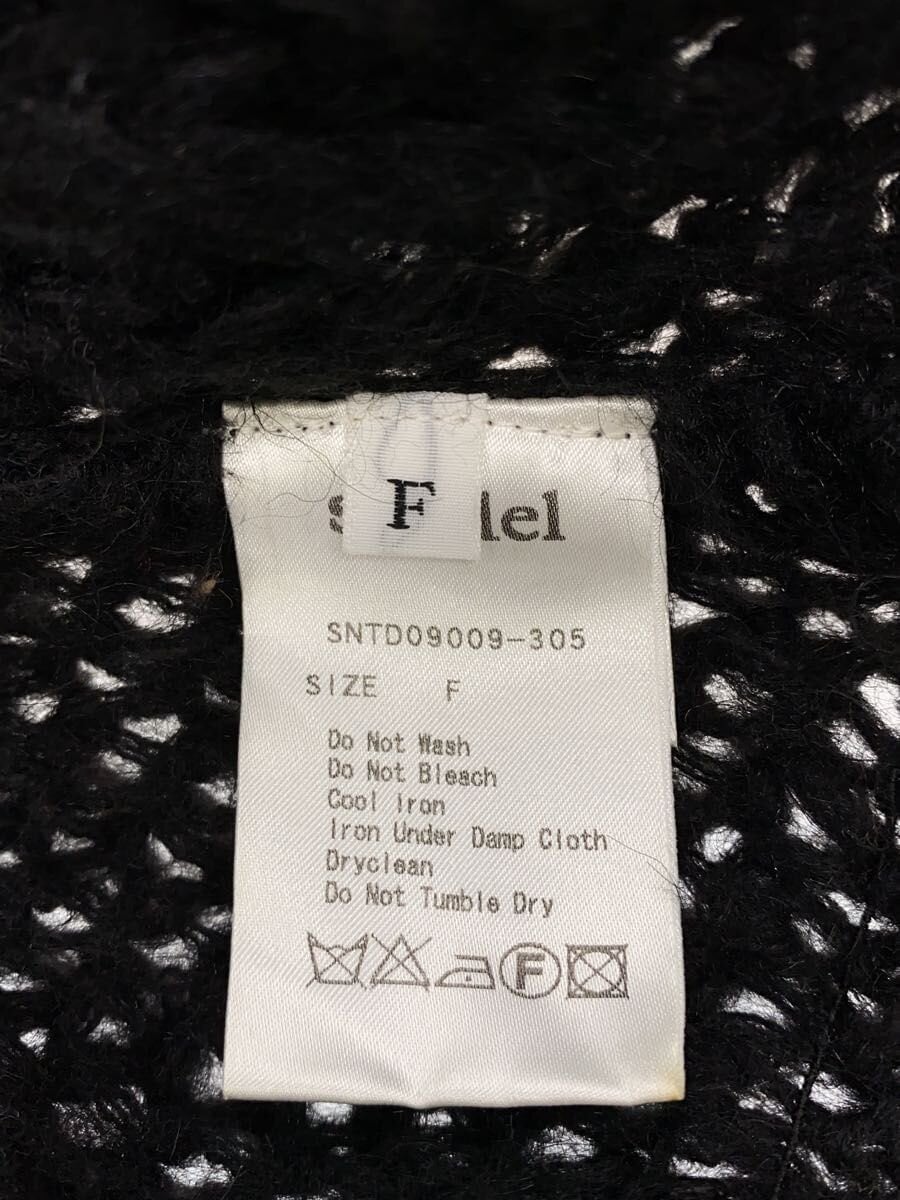 F
SNTD09009-305
SIZE F
Do Not Wash
Do Not Bleach
Cool Iron
Iron Under Damp Cloth
Dryclean
Do Not Tumble Dry
F